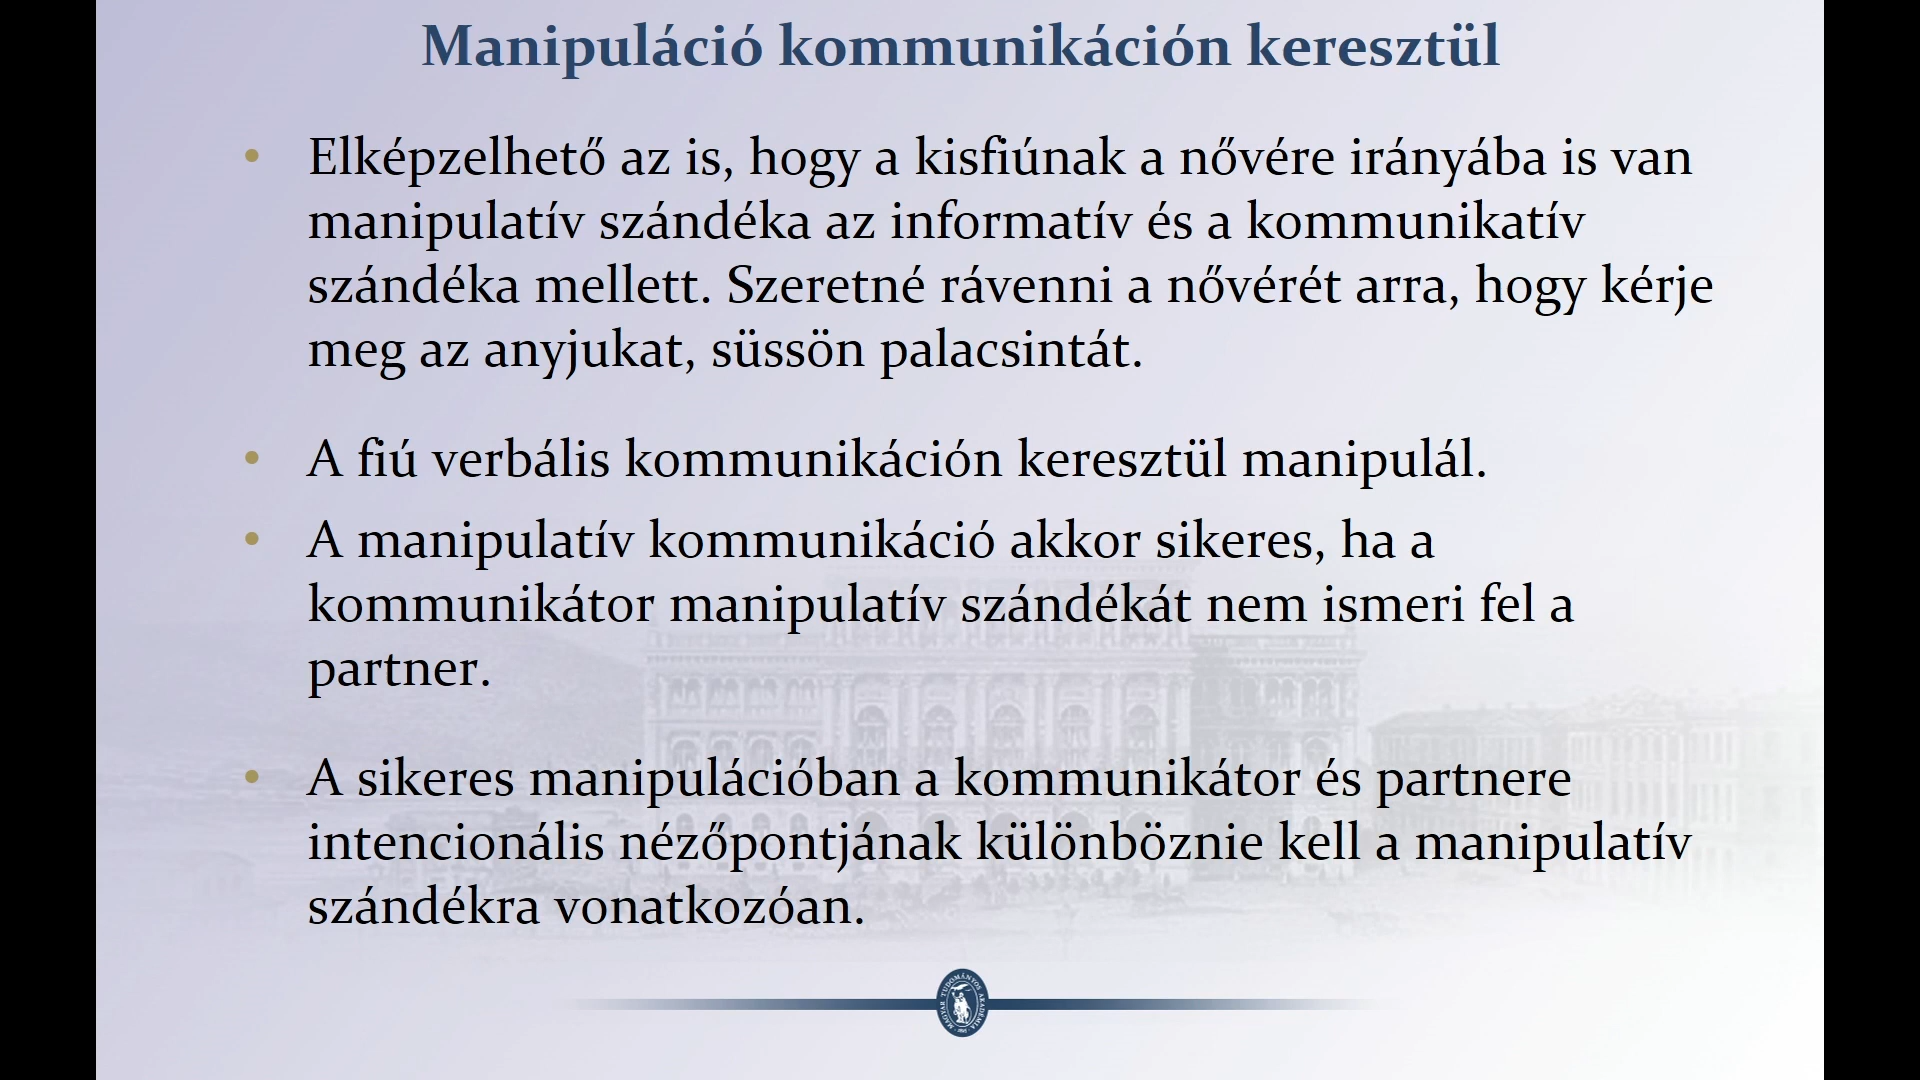 Manipuláció kommunikáción keresztül
Elképzelhető az is, hogy a kisfiúnak a nővére irányába is van
manipulatív szándéka az informatív és a kommunikatív
szándéka mellett. Szeretné rávenni a nővérét arra, hogy kérje
meg az anyjukat, süssön palacsintát.
A fiú verbális kommunikáción keresztül manipulál.
A manipulatív kommunikáció akkor sikeres, ha a
kommunikátor manipulatív szándékát nem ismeri fel a
partner.
A sikeres manipulációban a kommunikátor és partnere
intencionális nézőpontjának különböznie kell a manipulatív
szándékra vonatkozóan.
MAGYAR TUDOMÁNYOS AKADÉMIA